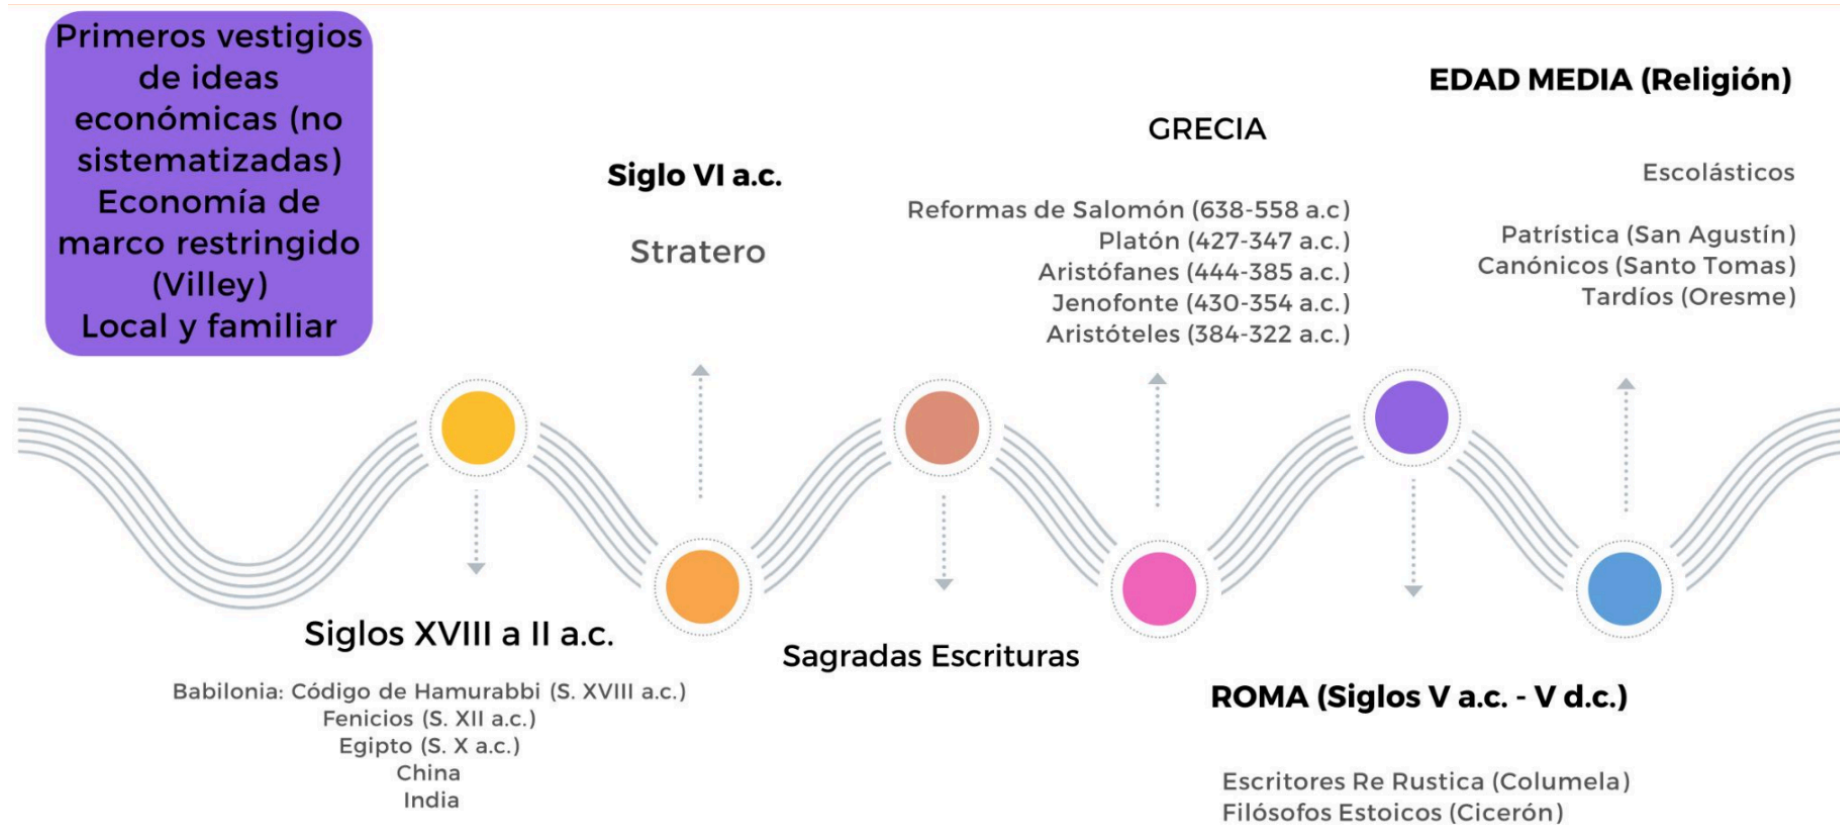 Primeros vestigios
de ideas
económicas (no
sistematizadas)
Economía de
marco restringido
(Villey)
Local y familiar
Siglos XVIII a II a.c.
Babilonia: Código de Hamurabbi (S. XVIII a.c.)
Fenicios (S. XII a.c.)
Egipto (S. X a.c.)
China
India
Siglo VI a.c.
Stratero
Sagradas Escrituras
GRECIA
Reformas de Salomón (638-558 a.c)
Platón (427-347 a.c.)
Aristófanes (444-385 a.c.)
Jenofonte (430-354 a.c.)
Aristóteles (384-322 a.c.)
ROMA (Siglos V a.c. - V d.c.)
Escritores Re Rustica (Columela)
Filósofos Estoicos (Cicerón)
EDAD MEDIA (Religión)
Escolásticos
Patrística (San Agustín)
Canónicos (Santo Tomas)
Tardíos (Oresme)